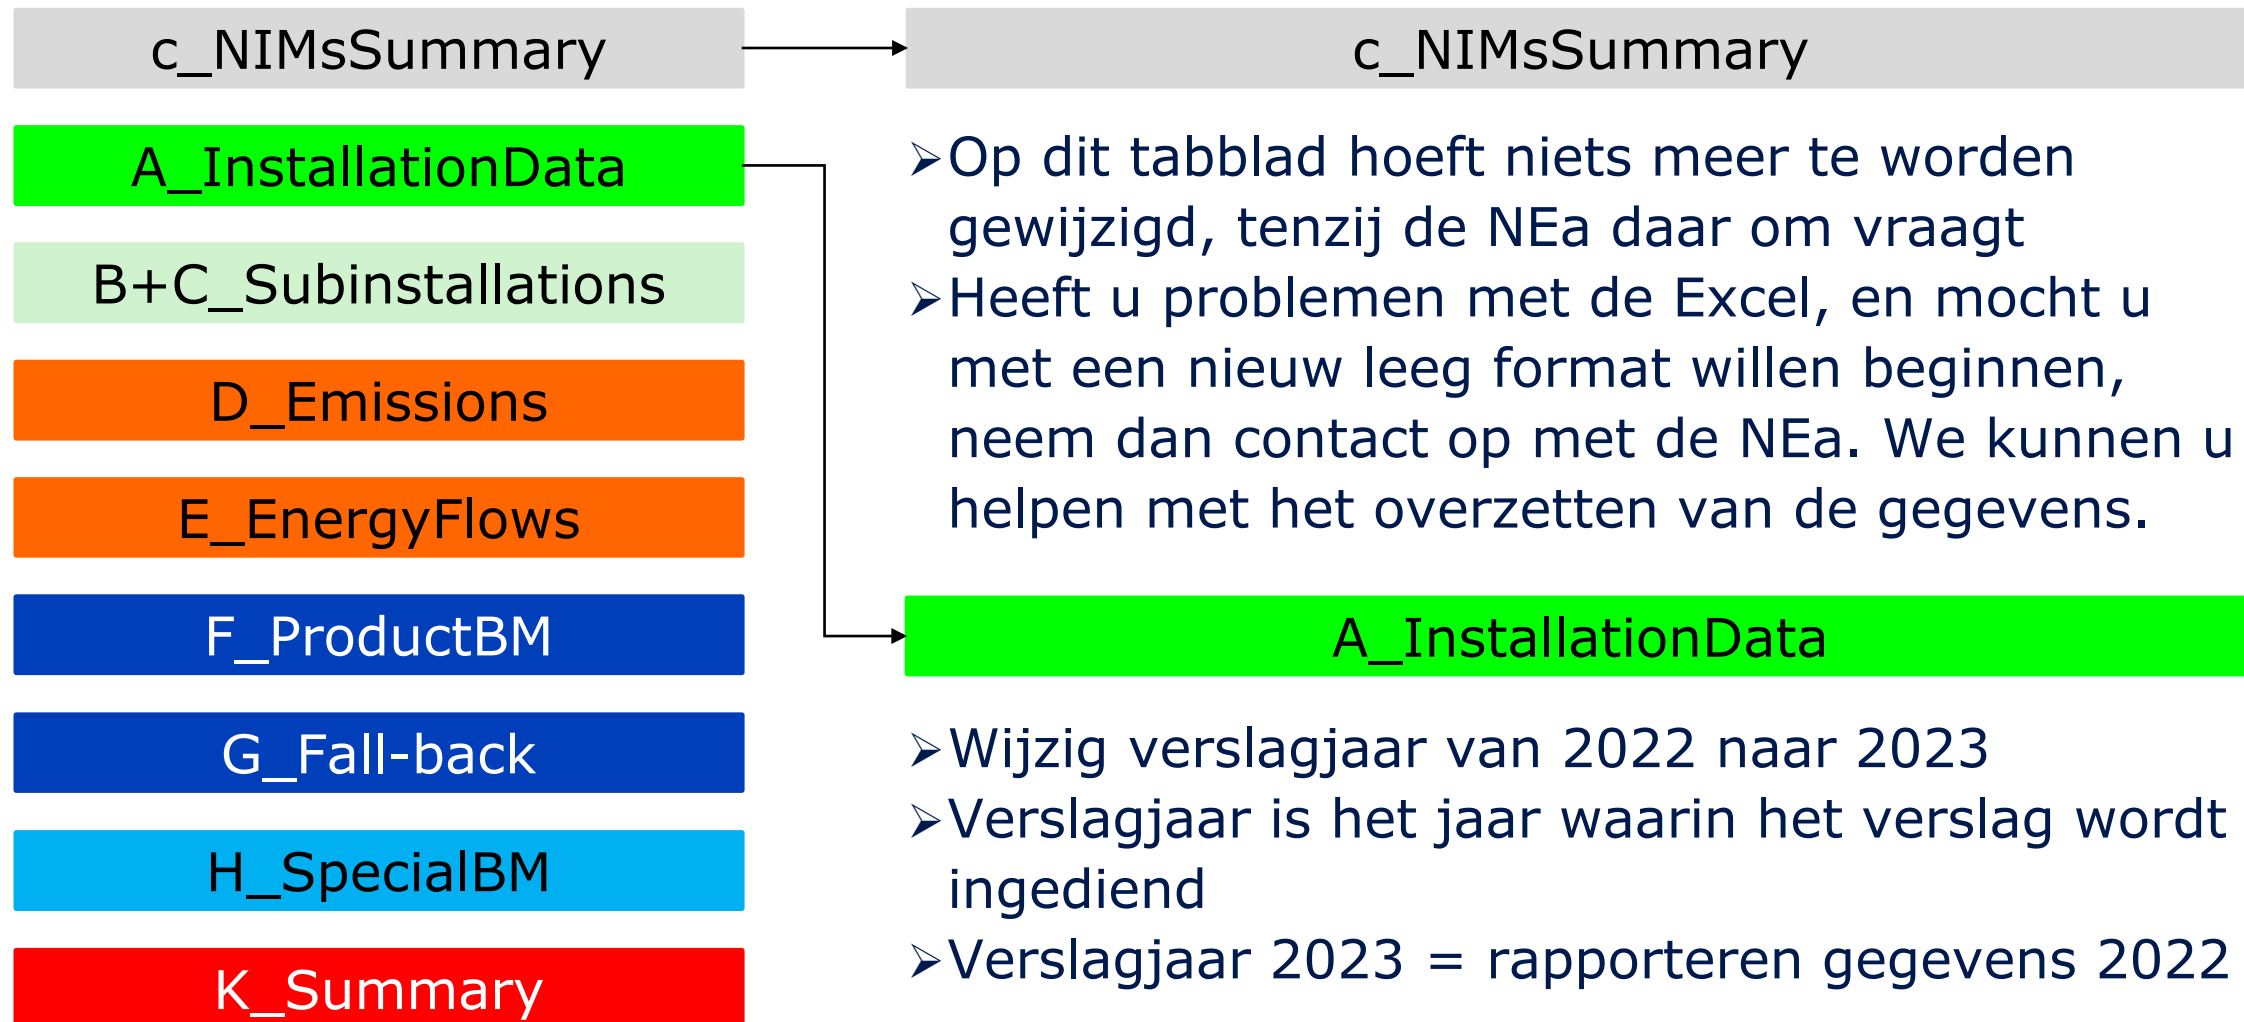 c_NIMsSummary
A_InstallationData
B+C_Subinstallations
D_Emissions
E_EnergyFlows
F_ProductBM
G_Fall-back
H_SpecialBM
K_Summary
c_NIMsSummary
➢Op dit tabblad hoeft niets meer te worden
gewijzigd, tenzij de NEa daar om vraagt
➢Heeft u problemen met de Excel, en mocht u
met een nieuw leeg format willen beginnen,
neem dan contact op met de NEa. We kunnen u
helpen met het overzetten van de gegevens.
A_InstallationData
➢Wijzig verslagjaar van 2022 naar 2023
➢Verslagjaar is het jaar waarin het verslag wordt
ingediend
➢Verslagjaar 2023 = rapporteren gegevens 2022